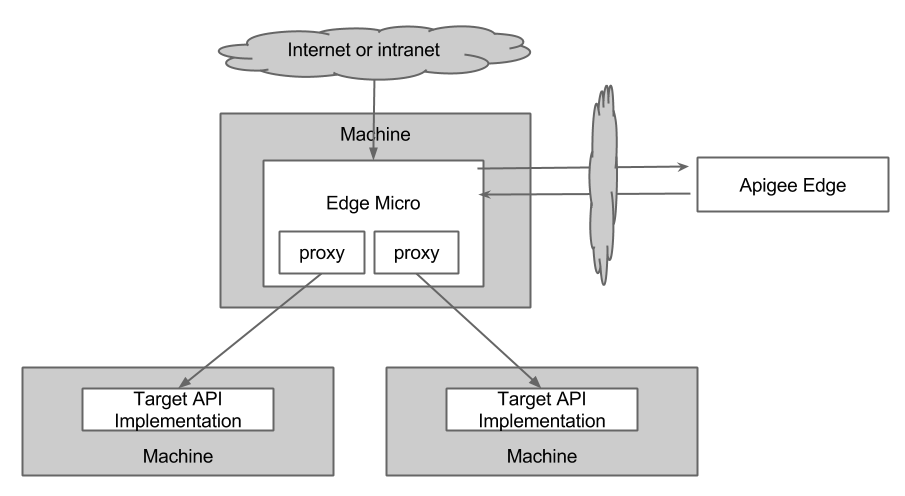 Internet or intranet
Machine
Edge Micro
Apigee Edge
proxy
proxy
Target API
Implementation
Machine
Target API
Implementation
Machine